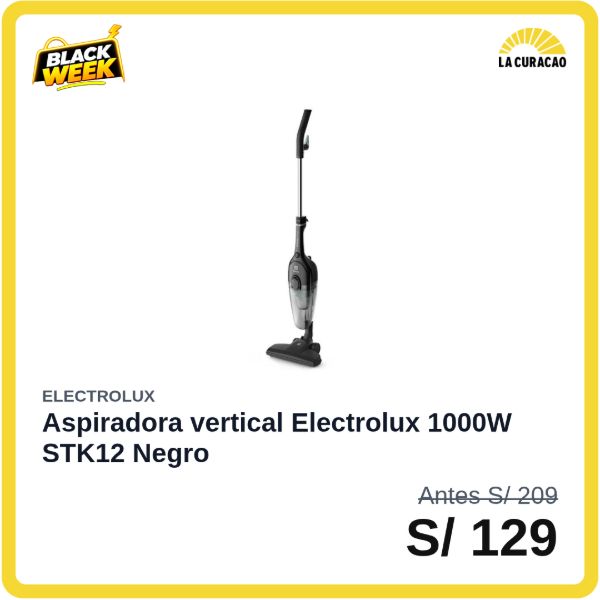 BLACK
WEEK
LA CURACAO
ELECTROLUX
Aspiradora vertical Electrolux 1000W
STK12 Negro
Antes S/ 209
S/ 129